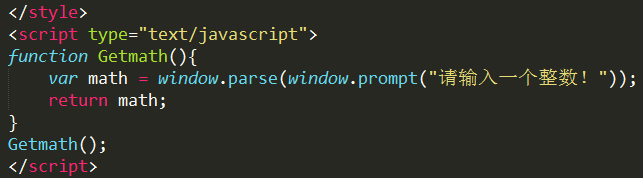 </style>
<script type="text/javascript">
function Getmath(){
    var math = window.parse(window.prompt("请输入一个整数！"));
    return math;
}
Getmath();
</script>